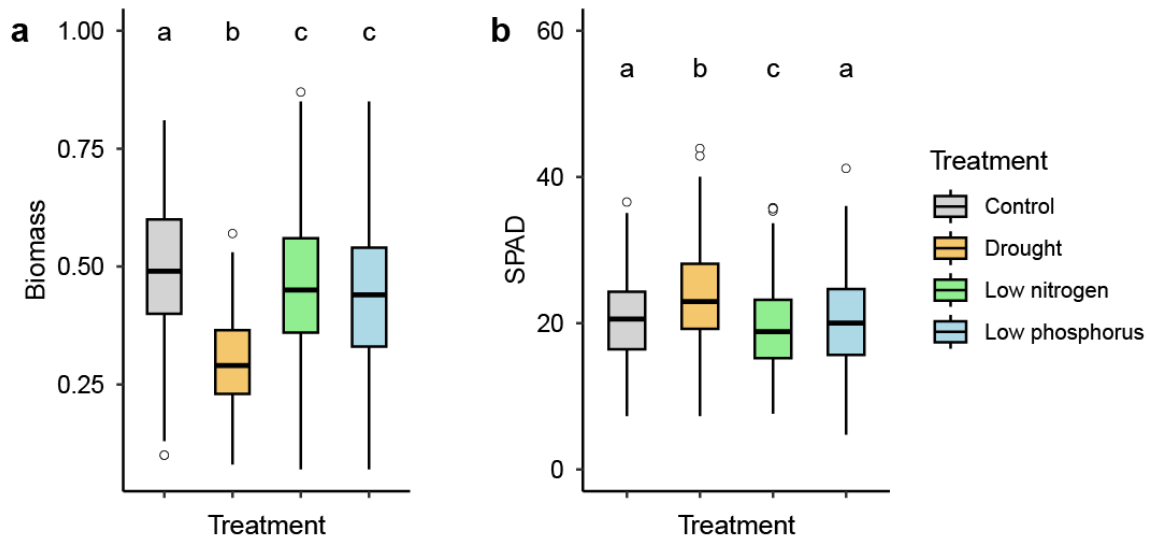 a
1.00
0.75
0.50
0.25
Biomass
a b c c
Treatment
b
60
40
20
0
SPAD
a b c a
Treatment
Treatment
Control
Drought
Low nitrogen
Low phosphorus